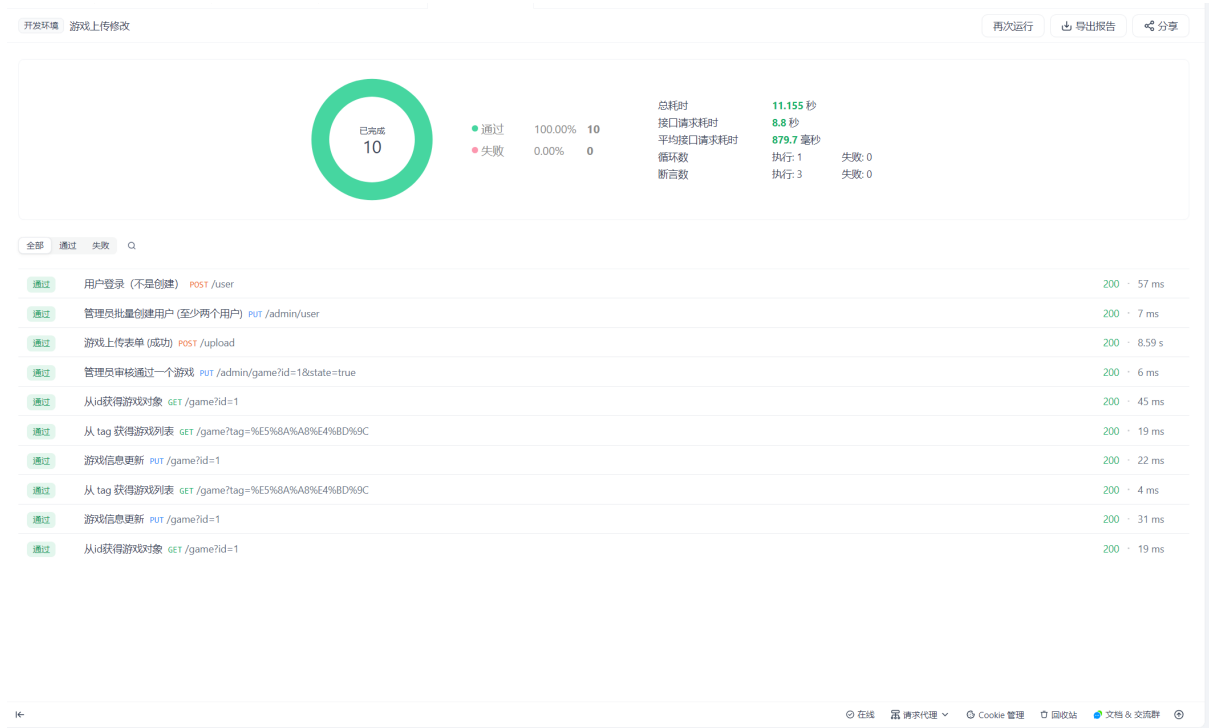 开发环境 游戏上传修改 再次运行 导出报告 分享
已完成
10
通过 100.00% 10
失败 0.00% 0
总耗时 11.155 秒
接口请求耗时 8.8 秒
平均接口请求耗时 879.7 毫秒
循环数 执行: 1 失败: 0
断言数 执行: 3 失败: 0
全部 通过 失败
通过 用户登录（不是创建） POST /user 200 · 57 ms
通过 管理员批量创建用户 (至少两个用户) PUT /admin/user 200 · 7 ms
通过 游戏上传表单 (成功) POST /upload 200 · 8.59 s
通过 管理员审核通过一个游戏 PUT /admin/game?id=1&state=true 200 · 6 ms
通过 从id获得游戏对象 GET /game?id=1 200 · 45 ms
通过 从 tag 获得游戏列表 GET /game?tag=%E5%8A%A8%E4%BD%9C 200 · 19 ms
通过 游戏信息更新 PUT /game?id=1 200 · 22 ms
通过 从 tag 获得游戏列表 GET /game?tag=%E5%8A%A8%E4%BD%9C 200 · 4 ms
通过 游戏信息更新 PUT /game?id=1 200 · 31 ms
通过 从id获得游戏对象 GET /game?id=1 200 · 19 ms
在线 请求代理 Cookie 管理 回收站 文档 & 交流群